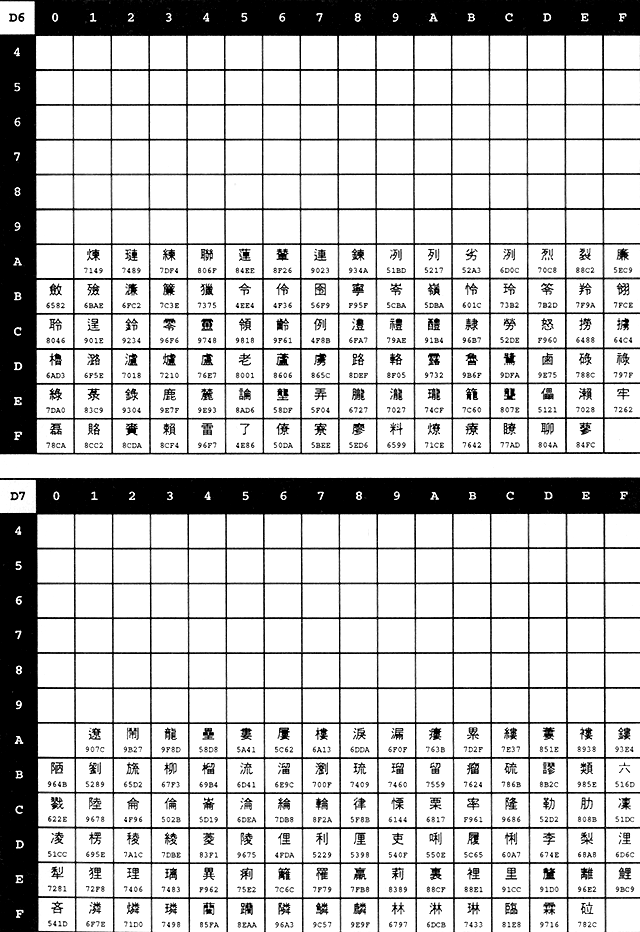 D6 0 1 2 3 4 5 6 7 8 9 A B C D E F
4
5
6
7
8
9
A 煉 璉 練 聯 蓮 輦 連 鍊 冽 列 劣 洌 烈 裂 廉
7149 7489 7DF4 806F 84EE 8F26 9023 934A 51BD 5217 52A3 6D0C 70C8 88C2 5EC9
B 斂 殮 濂 簾 獵 令 伶 囹 寧 岺 嶺 怜 玲 笭 羚 翎
6582 6BAE 6FC2 7C3E 7375 4EE4 4F36 56F9 F95F 5CBA 5DBA 601C 73B2 7B2D 7F9A 7FCE
C 聆 逞 鈴 零 靈 領 齡 例 澧 禮 醴 隷 勞 怒 撈 擄
8046 901E 9234 96F6 9748 9818 9F61 4F8B 6FA7 79AE 91B4 96B7 52DE F960 6488 64C4
D 櫓 潞 瀘 爐 盧 老 蘆 虜 路 輅 露 魯 鷺 鹵 碌 祿
6AD3 6F5E 7018 7210 76E7 8001 8606 865C 8DEF 8F05 9732 9B6F 9DFA 9E75 788C 797F
E 綠 菉 錄 鹿 麓 論 壟 弄 朧 瀧 瓏 籠 聾 儡 瀨 牢
7DA0 83C9 9304 9E7F 9E93 8AD6 58DF 5F04 6727 7027 74CF 7C60 807E 5121 7028 7262
F 磊 賂 賚 賴 雷 了 僚 寮 廖 料 燎 療 瞭 聊 蓼
78CA 8CC2 8CDA 8CF4 96F7 4E86 50DA 5BEE 5ED6 6599 71CE 7642 77AD 804A 84FC
D7 0 1 2 3 4 5 6 7 8 9 A B C D E F
4
5
6
7
8
9
A 遼 鬧 龍 壘 婁 屢 樓 淚 漏 瘻 累 縷 蔞 褸 鏤
907C 9B27 9F8D 58D8 5A41 5C62 6A13 6DDA 6F0F 763B 7D2F 7E37 851E 8938 93E4
B 陋 劉 旒 柳 榴 流 溜 瀏 琉 瑠 留 瘤 硫 謬 類 六
964B 5289 65D2 67F3 69B4 6D41 6E9C 700F 7409 7460 7559 7624 786B 8B2C 985E 516D
C 戮 陸 侖 倫 崙 淪 綸 輪 律 慄 栗 率 隆 勒 肋 凜
622E 9678 4F96 502B 5D19 6DEA 7DB8 8F2A 5F8B 6144 6817 F961 9686 52D2 808B 51DC
D 凌 楞 稜 綾 菱 陵 俚 利 厘 吏 唎 履 悧 李 梨 浬
51CC 695E 7A1C 7DBE 83F1 9675 4FDA 5229 5398 540F 550E 5C65 60A7 674E 68A8 6D6C
E 犁 狸 理 璃 異 痢 籬 罹 羸 莉 裏 裡 里 釐 離 鯉
7281 72F8 7406 7483 F962 75E2 7C6C 7F79 7FB8 8389 88CF 88E1 91CC 91D0 96E2 9BC9
F 吝 潾 燐 璘 藺 躪 隣 鱗 麟 林 淋 琳 臨 霖 砬
541D 6F7E 71D0 7498 85FA 8EAA 96A3 9C57 9E9F 6797 6DCB 7433 81E8 9716 782C